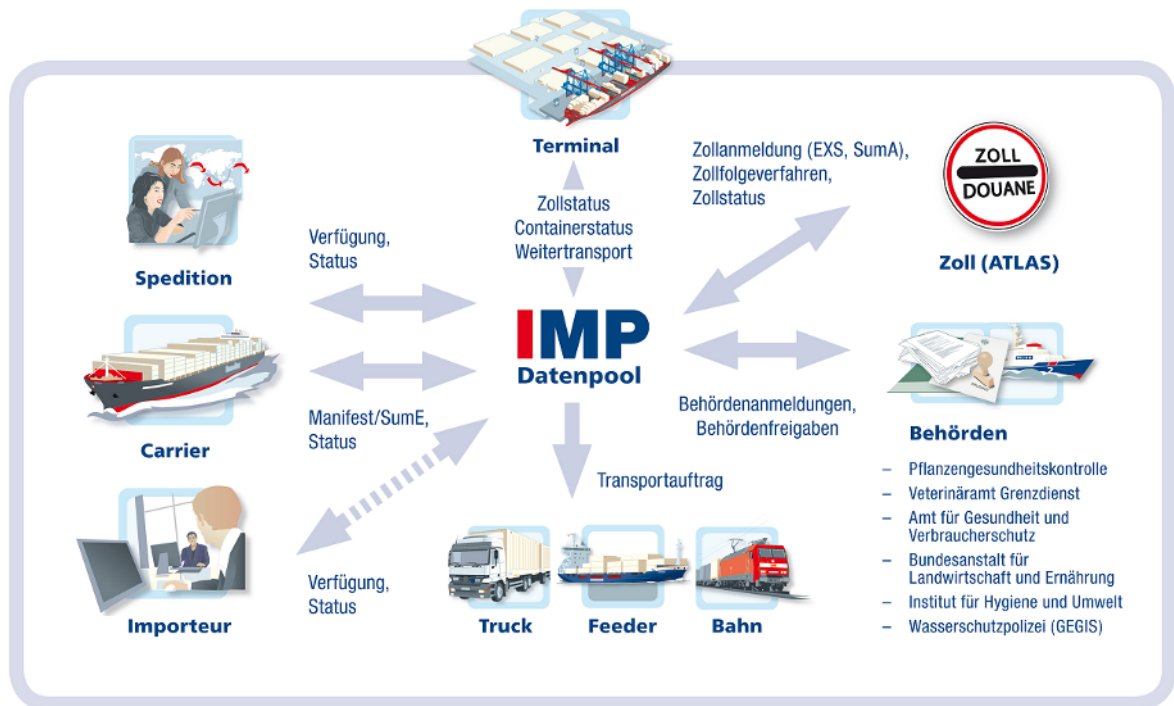 Terminal
Zollstatus
Containerstatus
Weitertransport
Zollanmeldung (EXS, SumA),
Zollfolgeverfahren,
Zollstatus
ZOLL
DOUANE
Zoll (ATLAS)
Spedition
Verfügung,
Status
IMP
Datenpool
Carrier
Manifest/SumE,
Status
Behördenanmeldungen,
Behördenfreigaben
Behörden
– Pflanzengesundheitskontrolle
– Veterinäramt Grenzdienst
– Amt für Gesundheit und
Verbraucherschutz
– Bundesanstalt für
Landwirtschaft und Ernährung
– Institut für Hygiene und Umwelt
– Wasserschutzpolizei (GEGIS)
Transportauftrag
Importeur
Verfügung,
Status
Truck
Feeder
Bahn